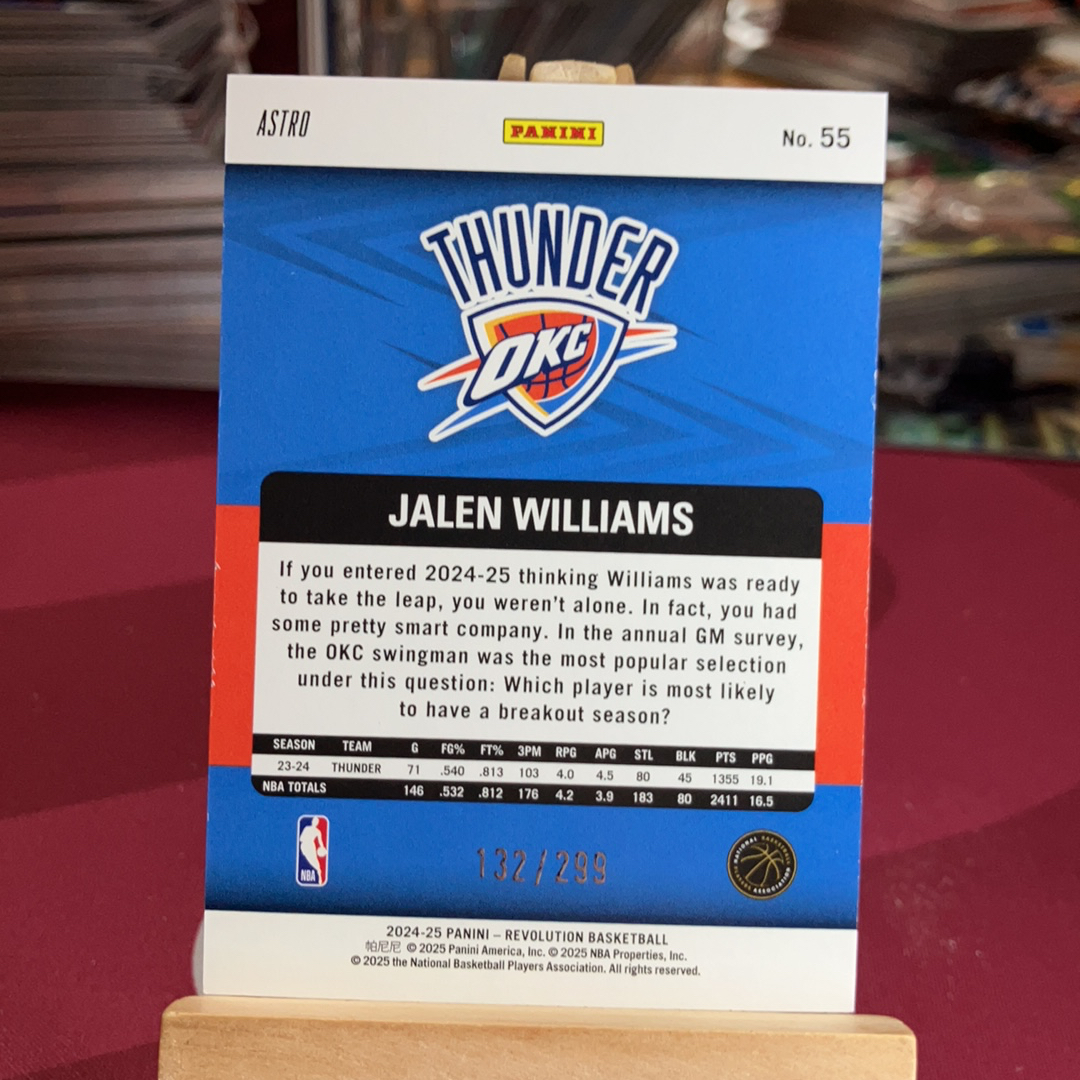 ASTRO
PANINI
No. 55
THUNDER
OKC
JALEN WILLIAMS
If you entered 2024-25 thinking Williams was ready
to take the leap, you weren't alone. In fact, you had
some pretty smart company. In the annual GM survey,
the OKC swingman was the most popular selection
under this question: Which player is most likely
to have a breakout season?
SEASON TEAM G FG% FT% 3PM RPG APG STL BLK PTS PPG
23-24 THUNDER 71 .540 .813 103 4.0 4.5 80 45 1355 19.1
NBA TOTALS 146 .532 .812 176 4.2 3.9 183 80 2411 16.5
NBA
132/299
NATIONAL BASKETBALL
PLAYERS ASSOCIATION
2024-25 PANINI – REVOLUTION BASKETBALL
帕尼尼 © 2025 Panini America, Inc. © 2025 NBA Properties, Inc.
© 2025 the National Basketball Players Association. All rights reserved.